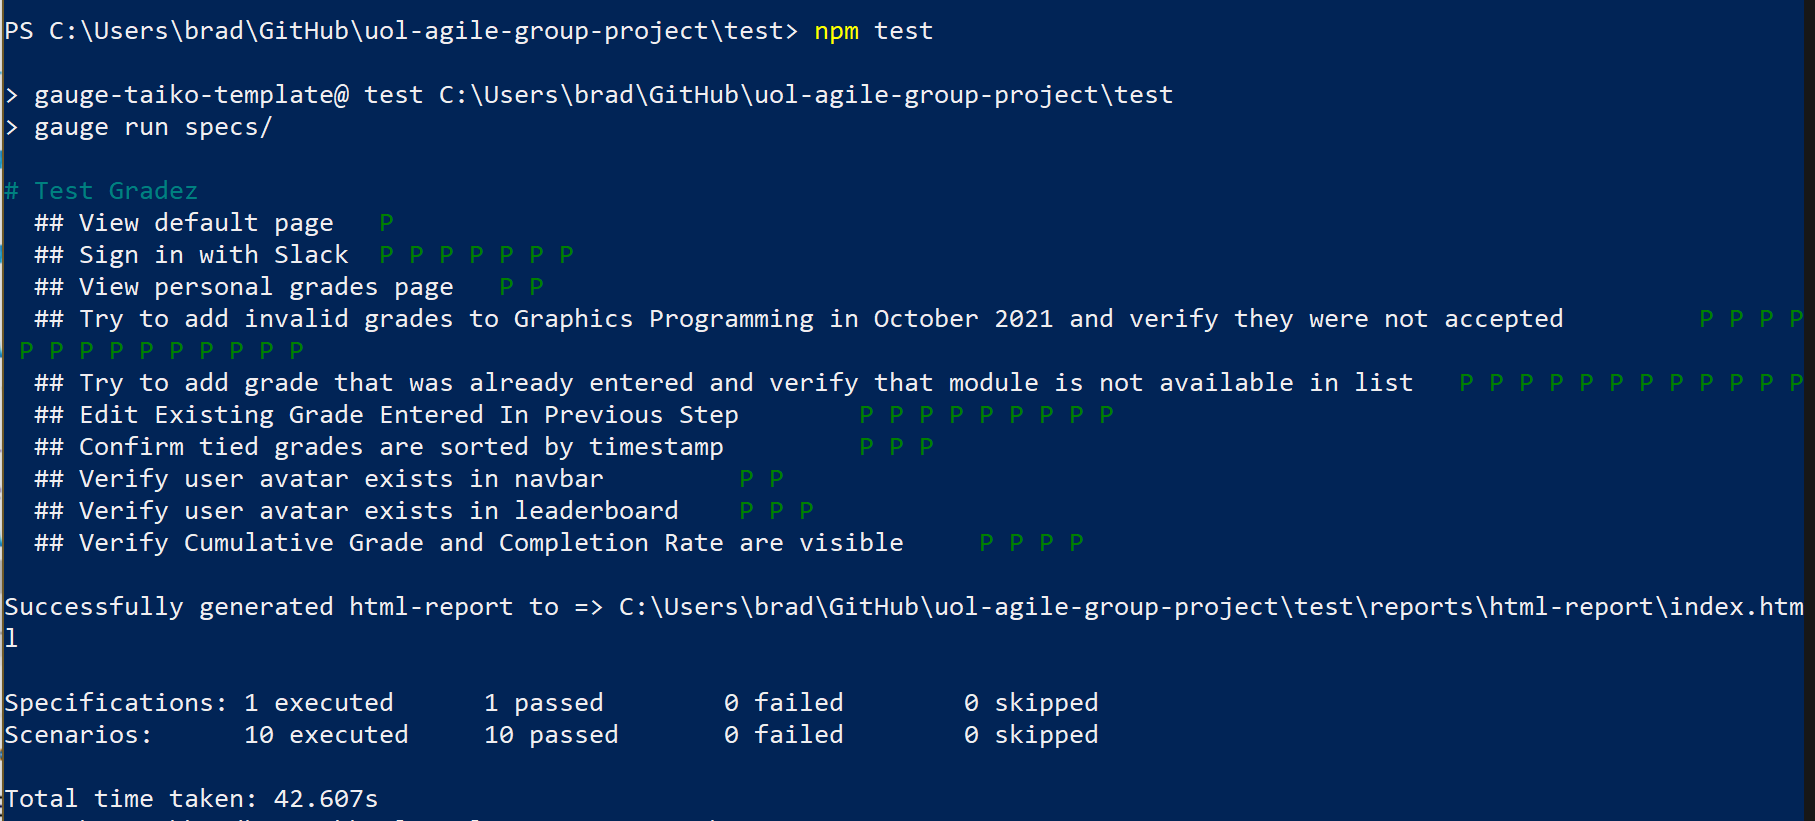 PS C:\Users\brad\GitHub\uol-agile-group-project\test> npm test
> gauge-taiko-template@ test C:\Users\brad\GitHub\uol-agile-group-project\test
> gauge run specs/
# Test Gradez
## View default page P
## Sign in with Slack P P P P P P P
## View personal grades page P P
## Try to add invalid grades to Graphics Programming in October 2021 and verify they were not accepted P P P P
P P P P P P P P P P
## Try to add grade that was already entered and verify that module is not available in list P P P P P P P P P P P P
## Edit Existing Grade Entered In Previous Step P P P P P P P P P
## Confirm tied grades are sorted by timestamp P P P
## Verify user avatar exists in navbar P P
## Verify user avatar exists in leaderboard P P P
## Verify Cumulative Grade and Completion Rate are visible P P P P
Successfully generated html-report to => C:\Users\brad\GitHub\uol-agile-group-project\test\reports\html-report\index.htm
l
Specifications: 1 executed 1 passed 0 failed 0 skipped
Scenarios: 10 executed 10 passed 0 failed 0 skipped
Total time taken: 42.607s